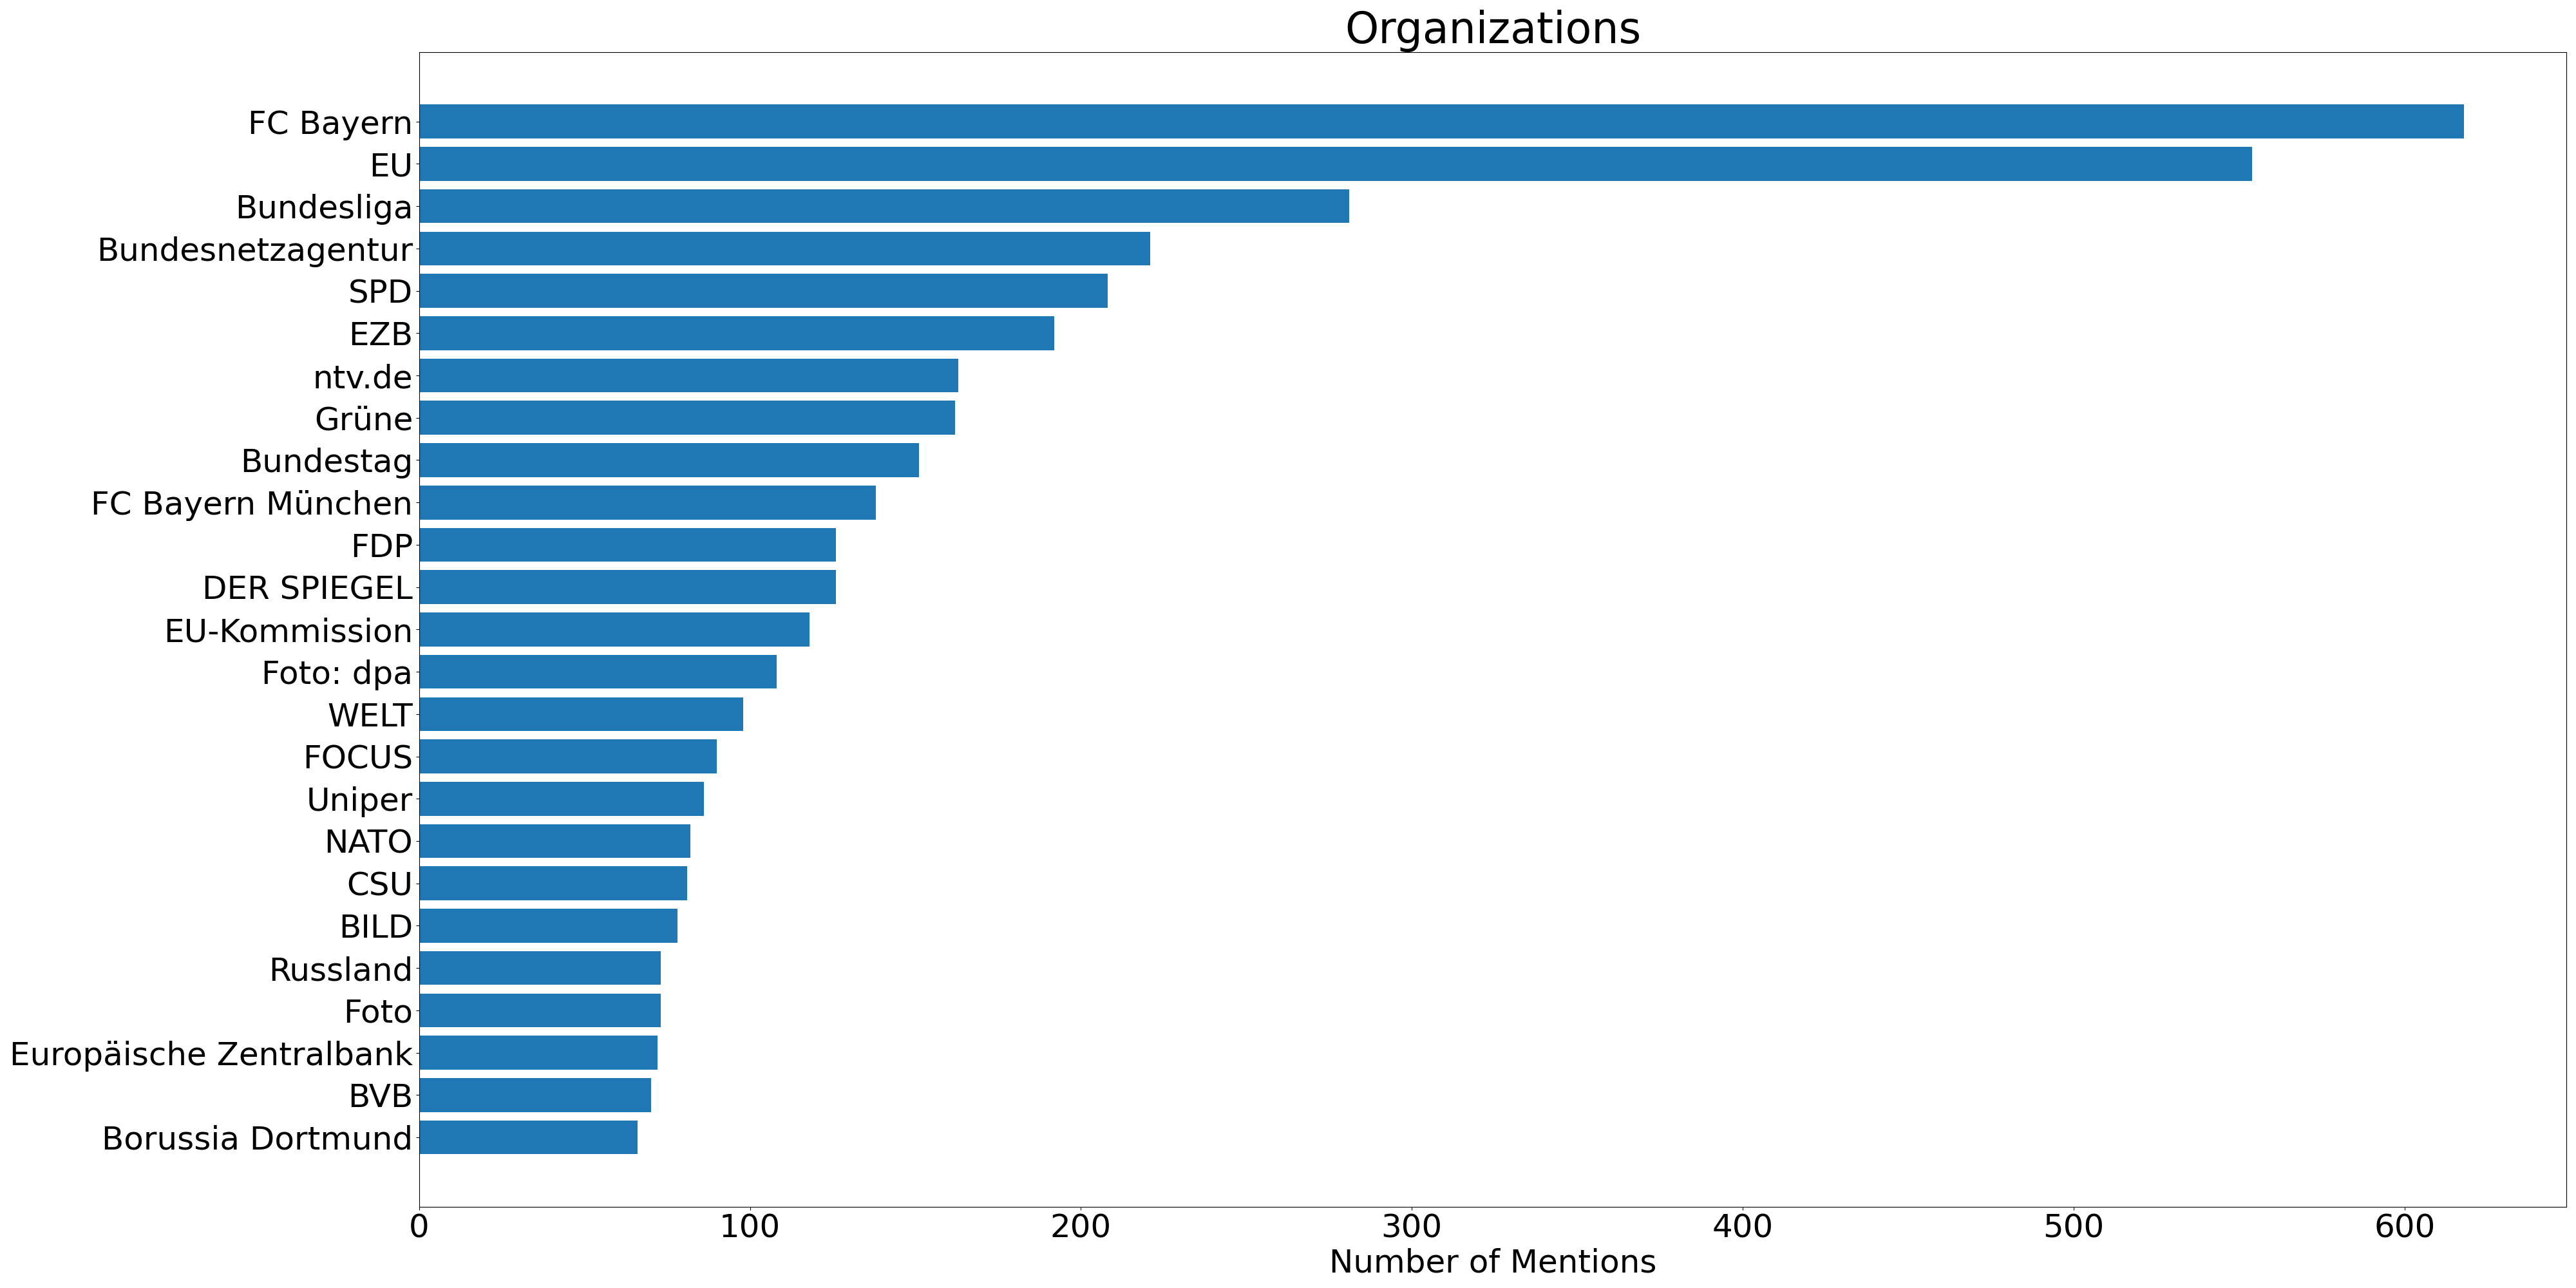 Organizations
FC Bayern
EU
Bundesliga
Bundesnetzagentur
SPD
EZB
ntv.de
Grüne
Bundestag
FC Bayern München
FDP
DER SPIEGEL
EU-Kommission
Foto: dpa
WELT
FOCUS
Uniper
NATO
CSU
BILD
Russland
Foto
Europäische Zentralbank
BVB
Borussia Dortmund
0 100 200 300 400 500 600
Number of Mentions